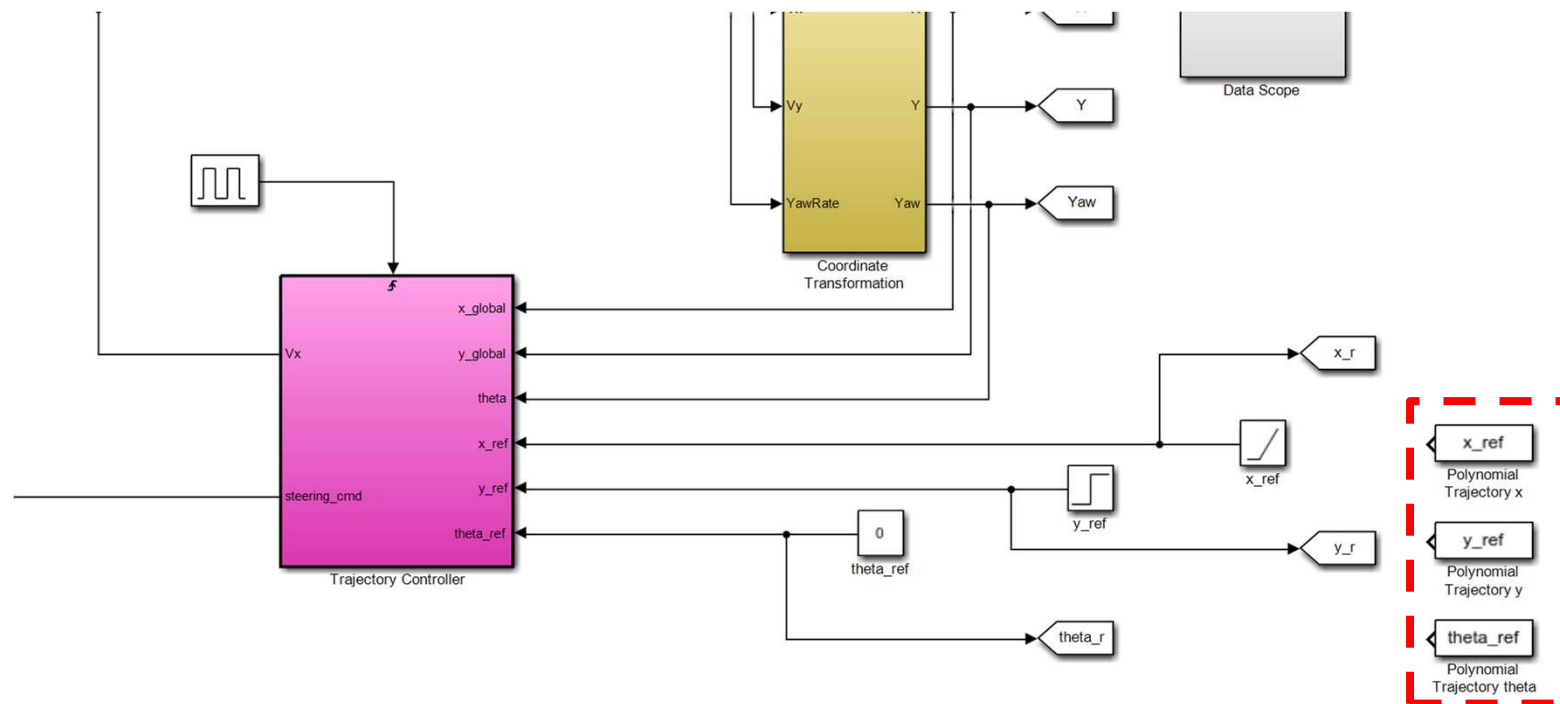 Data Scope
Vy
Y
Y
YawRate
Yaw
Yaw
Coordinate
Transformation
x_global
Vx
y_global
x_r
theta
x_ref
x_ref
x_ref
Polynomial
Trajectory x
steering_cmd
y_ref
y_ref
theta_ref
0
theta_ref
y_r
y_ref
Polynomial
Trajectory y
Trajectory Controller
theta_r
theta_ref
Polynomial
Trajectory theta